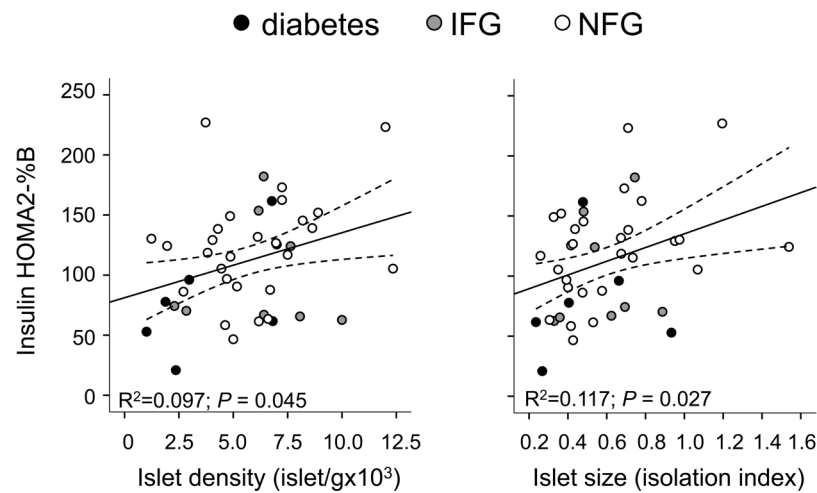 diabetes IFG NFG
Insulin HOMA2-%B
250
200
150
100
50
0
R²=0.097; P = 0.045
0 2.5 5.0 7.5 10.0 12.5
Islet density (islet/gx10³)
R²=0.117; P = 0.027
0.2 0.4 0.6 0.8 1.0 1.2 1.4 1.6
Islet size (isolation index)